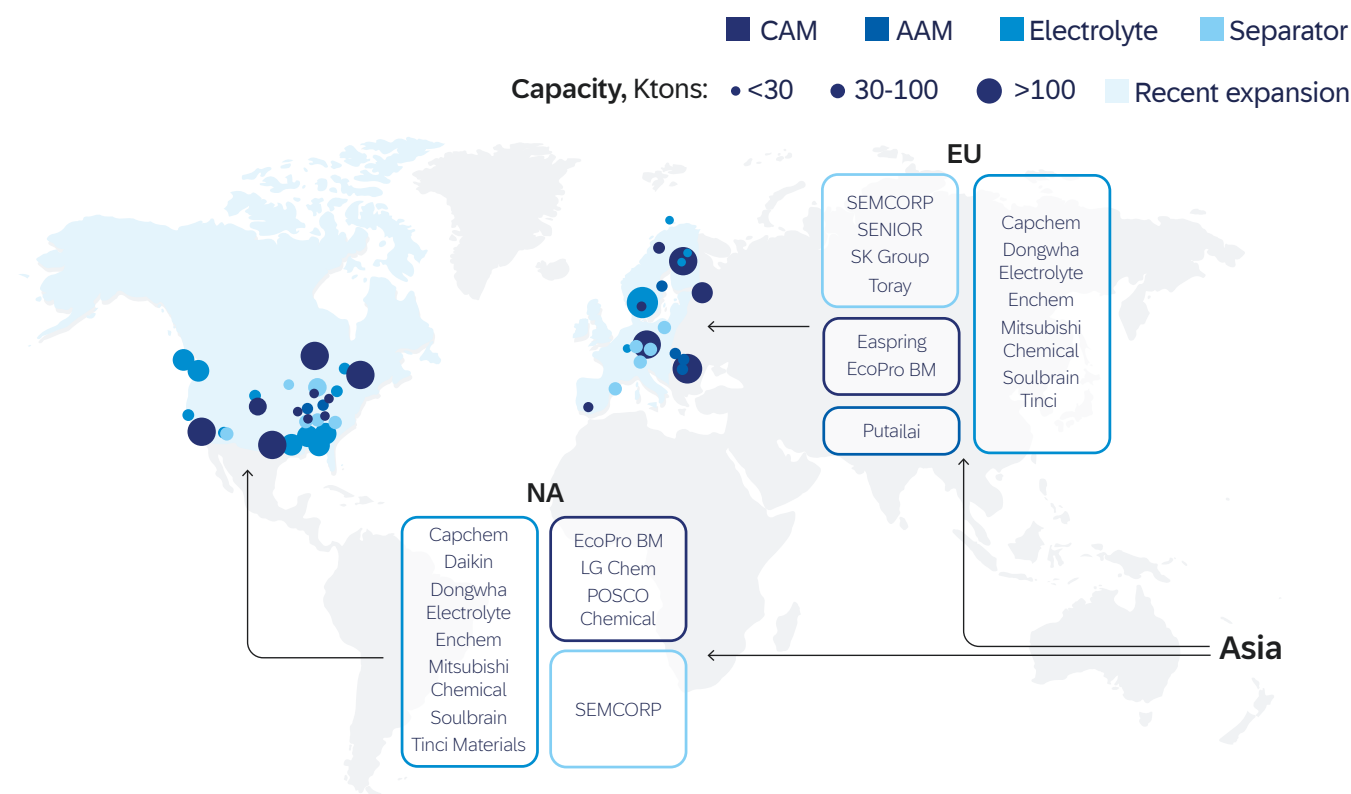 CAM AAM Electrolyte Separator
Capacity, Ktons: <30 30-100 >100 Recent expansion
EU
SEMCORP
SENIOR
SK Group
Toray
Easpring
EcoPro BM
Putailai
Capchem
Dongwha
Electrolyte
Enchem
Mitsubishi
Chemical
Soulbrain
Tinci
NA
Capchem
Daikin
Dongwha
Electrolyte
Enchem
Mitsubishi
Chemical
Soulbrain
Tinci Materials
EcoPro BM
LG Chem
POSCO
Chemical
SEMCORP
Asia